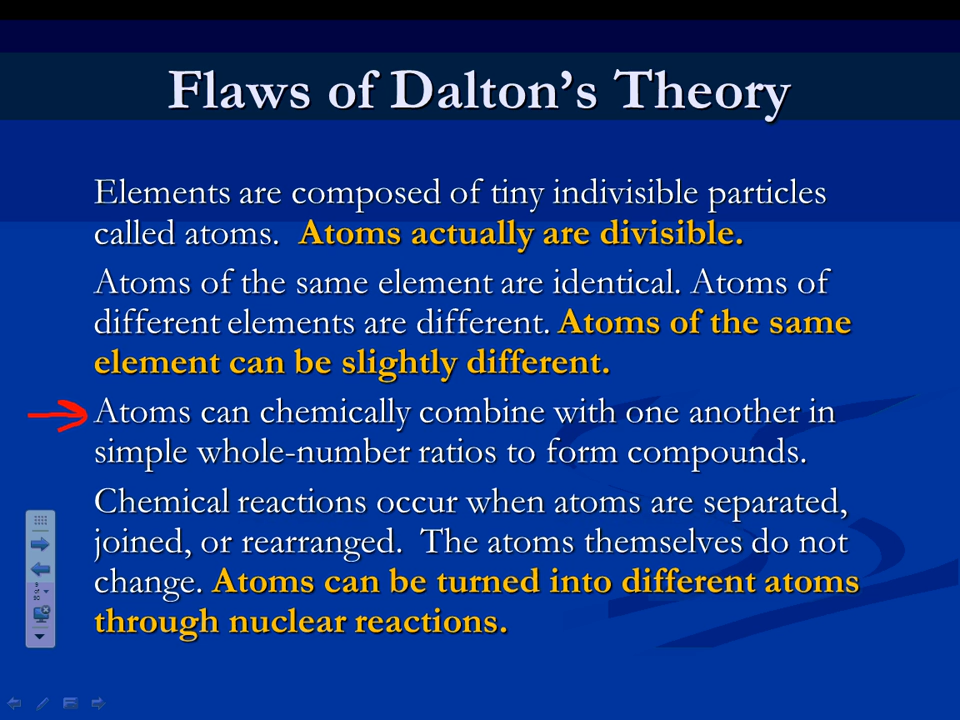 Flaws of Dalton's Theory
Elements are composed of tiny indivisible particles
called atoms. Atoms actually are divisible.
Atoms of the same element are identical. Atoms of
different elements are different. Atoms of the same
element can be slightly different.
Atoms can chemically combine with one another in
simple whole-number ratios to form compounds.
Chemical reactions occur when atoms are separated,
joined, or rearranged. The atoms themselves do not
change. Atoms can be turned into different atoms
through nuclear reactions.
9
of